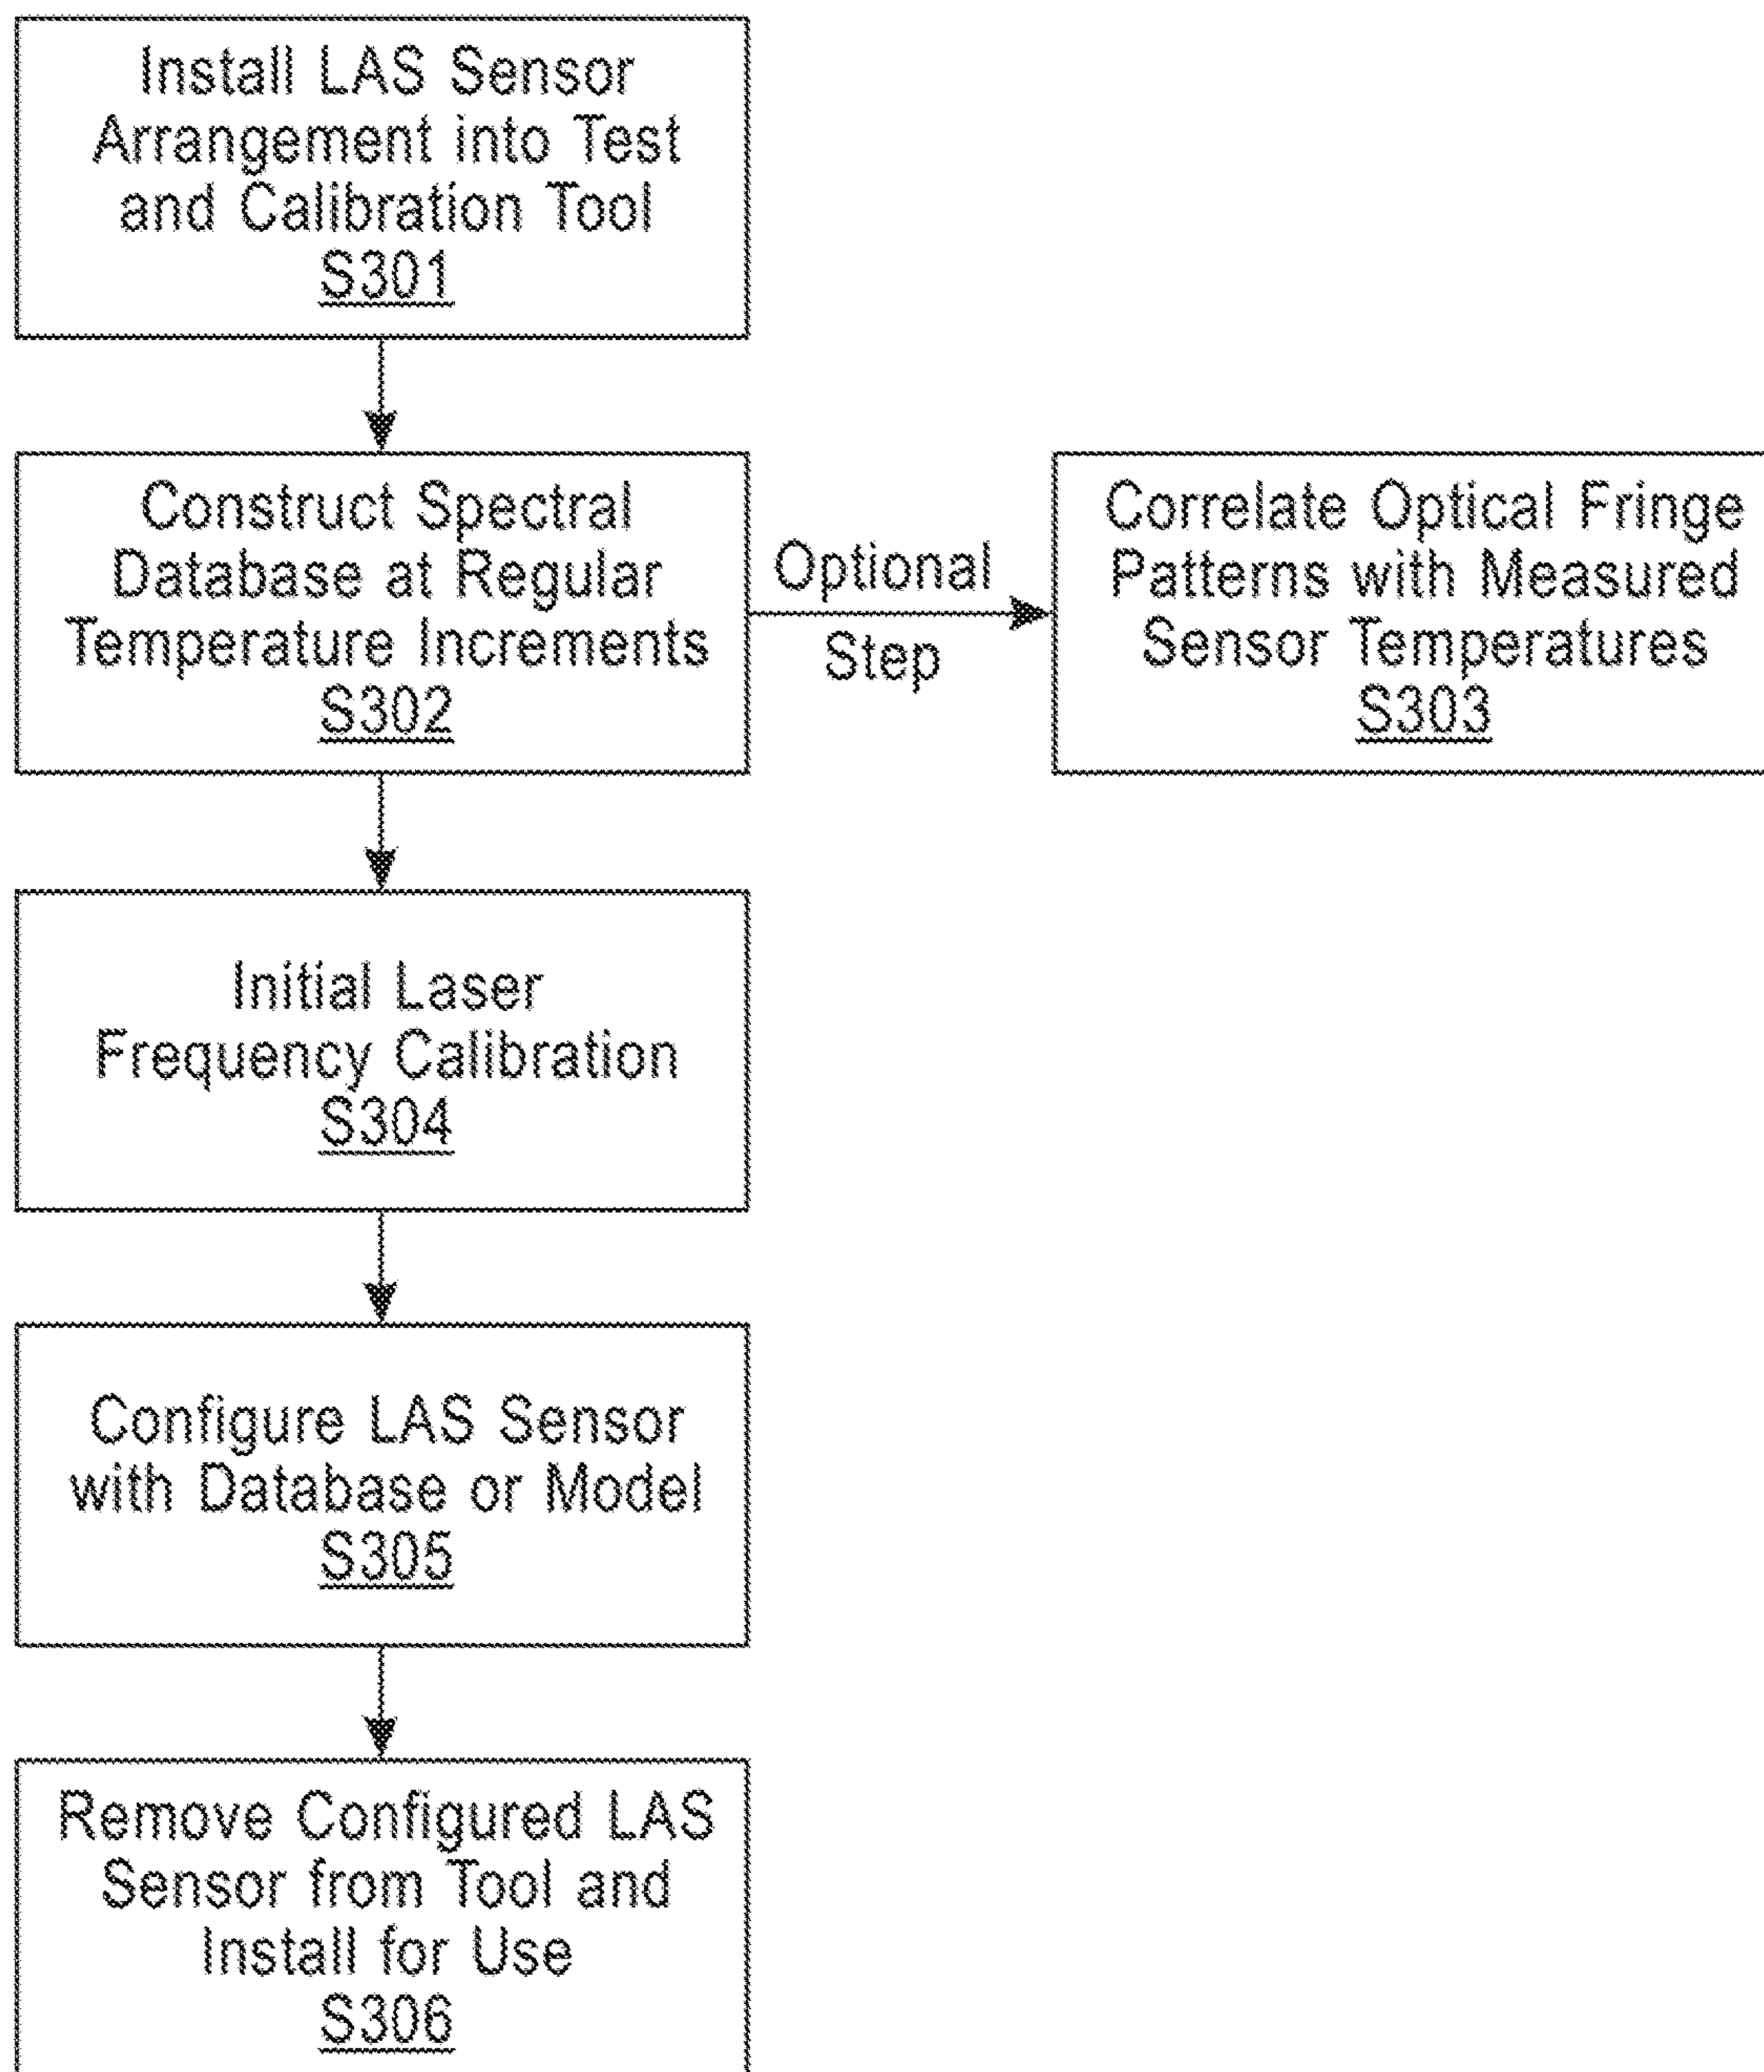 Install LAS Sensor
Arrangement into Test
and Calibration Tool
S301
Construct Spectral
Database at Regular
Temperature Increments
S302
Optional
Step
Correlate Optical Fringe
Patterns with Measured
Sensor Temperatures
S303
Initial Laser
Frequency Calibration
S304
Configure LAS Sensor
with Database or Model
S305
Remove Configured LAS
Sensor from Tool and
Install for Use
S306